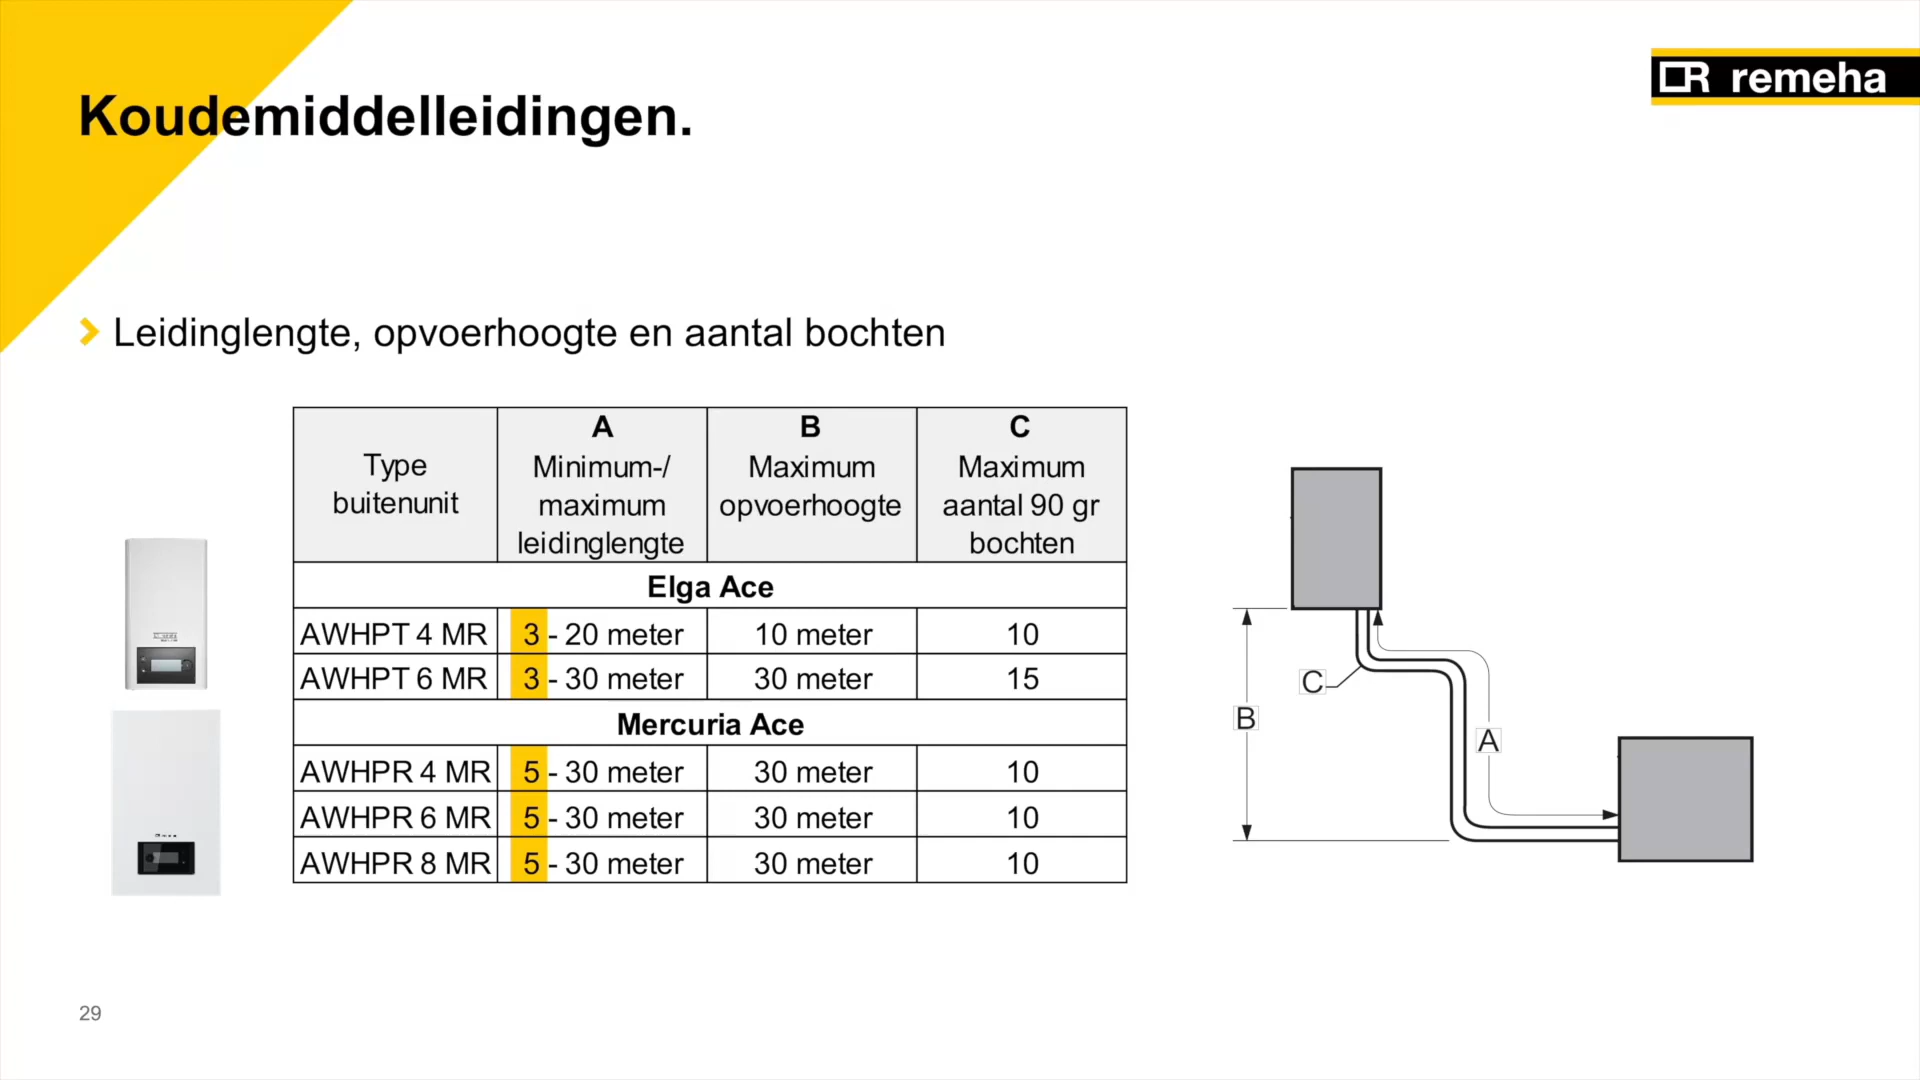 remeha
Koudemiddelleidingen.
Leidinglengte, opvoerhoogte en aantal bochten
Type buitenunit | A Minimum-/ maximum leidinglengte | B Maximum opvoerhoogte | C Maximum aantal 90 gr bochten
Elga Ace
AWHPT 4 MR | 3 - 20 meter | 10 meter | 10
AWHPT 6 MR | 3 - 30 meter | 30 meter | 15
Mercuria Ace
AWHPR 4 MR | 5 - 30 meter | 30 meter | 10
AWHPR 6 MR | 5 - 30 meter | 30 meter | 10
AWHPR 8 MR | 5 - 30 meter | 30 meter | 10
C
B
A
29